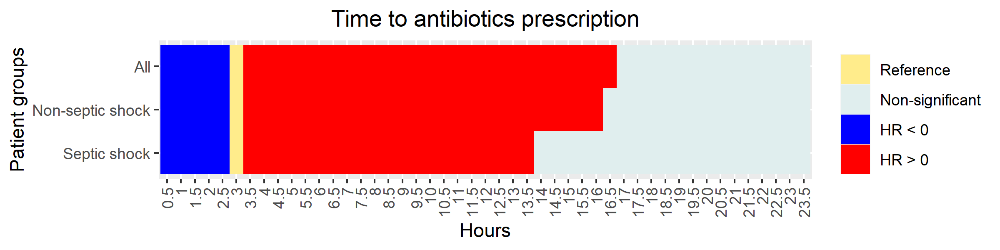 Time to antibiotics prescription
Patient groups
All
Non-septic shock
Septic shock
0.5 1 1.5 2 2.5 3 3.5 4 4.5 5 5.5 6 6.5 7 7.5 8 8.5 9 9.5 10 10.5 11 11.5 12 12.5 13 13.5 14 14.5 15 15.5 16 16.5 17 17.5 18 18.5 19 19.5 20 20.5 21 21.5 22 22.5 23 23.5
Hours
Reference
Non-significant
HR < 0
HR > 0